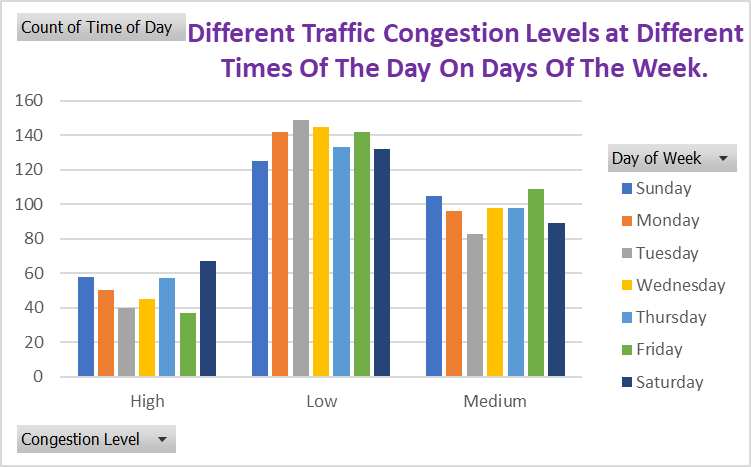 Count of Time of Day
Different Traffic Congestion Levels at Different
Times Of The Day On Days Of The Week.
160
140
120
100
80
60
40
20
0
High Low Medium
Day of Week
Sunday
Monday
Tuesday
Wednesday
Thursday
Friday
Saturday
Congestion Level